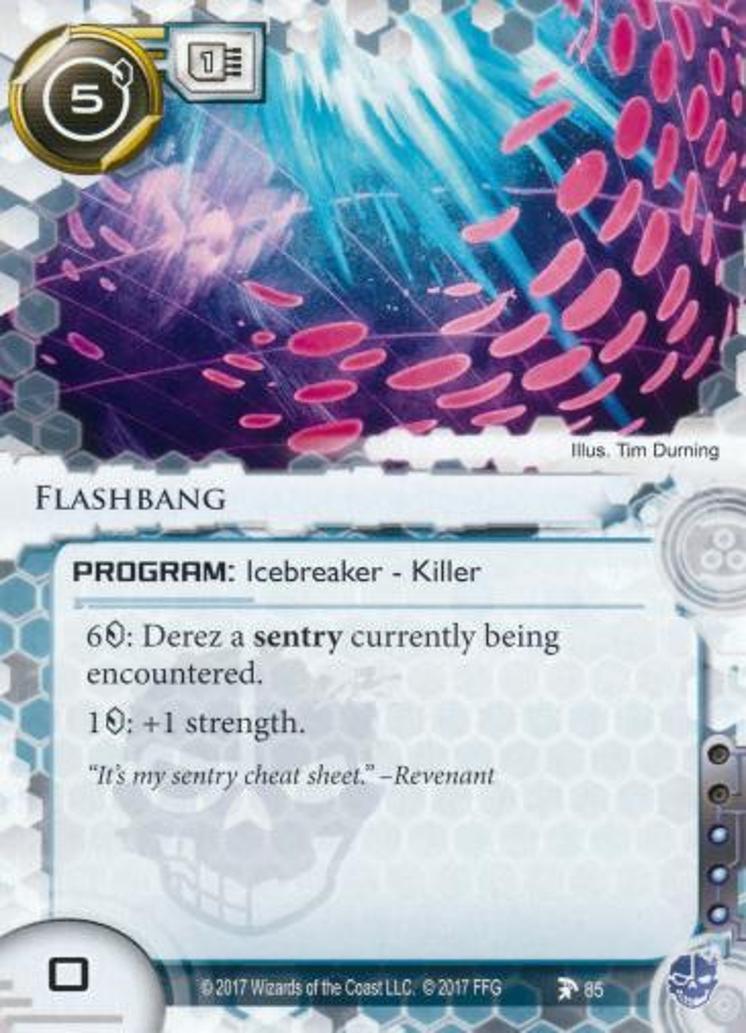 5
1
Illus. Tim Durning
FLASHBANG
PROGRAM: Icebreaker - Killer
6: Derez a sentry currently being
encountered.
1: +1 strength.
"It's my sentry cheat sheet." –Revenant
0
© 2017 Wizards of the Coast LLC. © 2017 FFG
85